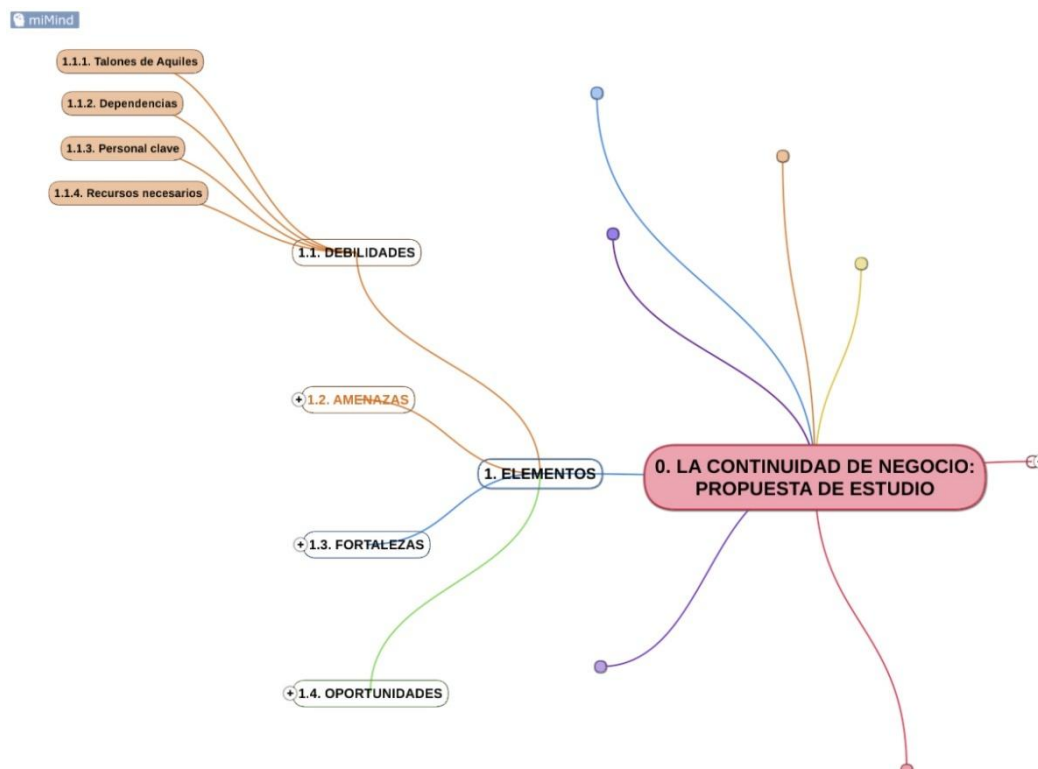 miMind
1.1.1. Talones de Aquiles
1.1.2. Dependencias
1.1.3. Personal clave
1.1.4. Recursos necesarios
1.1. DEBILIDADES
1.2. AMENAZAS
1. ELEMENTOS
1.3. FORTALEZAS
1.4. OPORTUNIDADES
0. LA CONTINUIDAD DE NEGOCIO:
PROPUESTA DE ESTUDIO